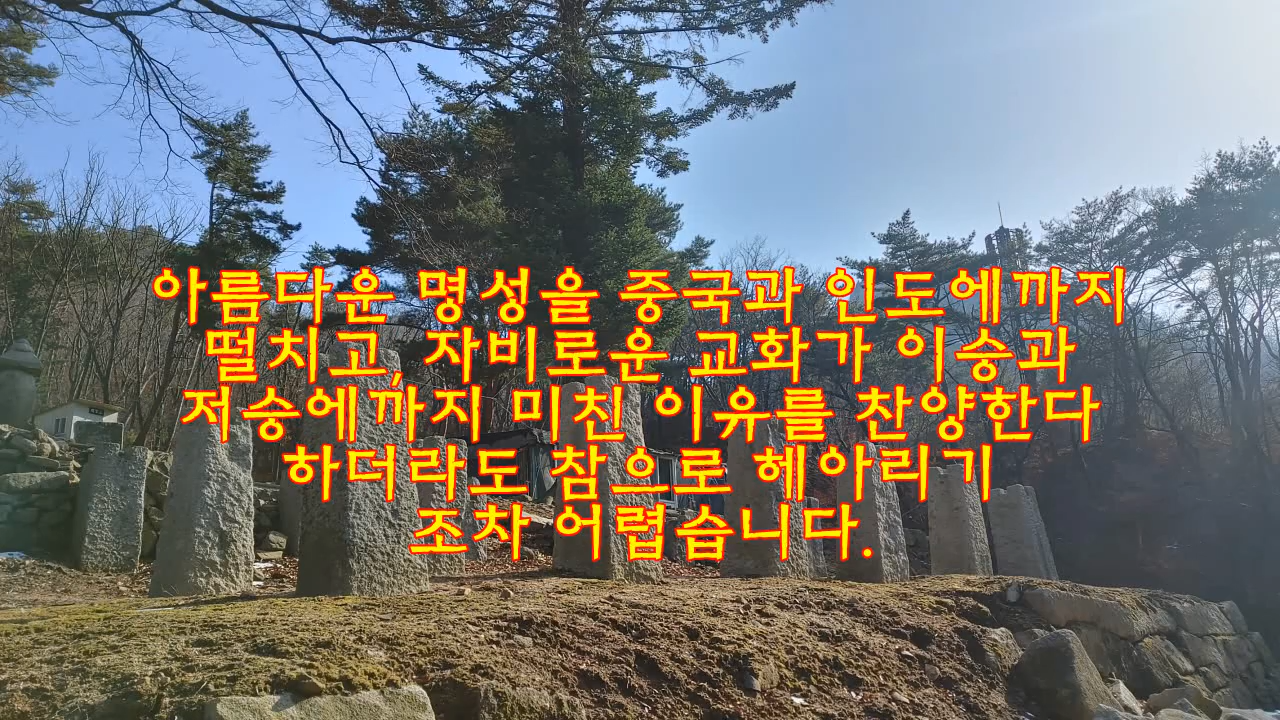 아름다운 명성을 중국과 인도에까지
떨치고, 자비로운 교화가 이승과
저승에까지 미친 이유를 찬양한다
하더라도 참으로 헤아리기
조차 어렵습니다.